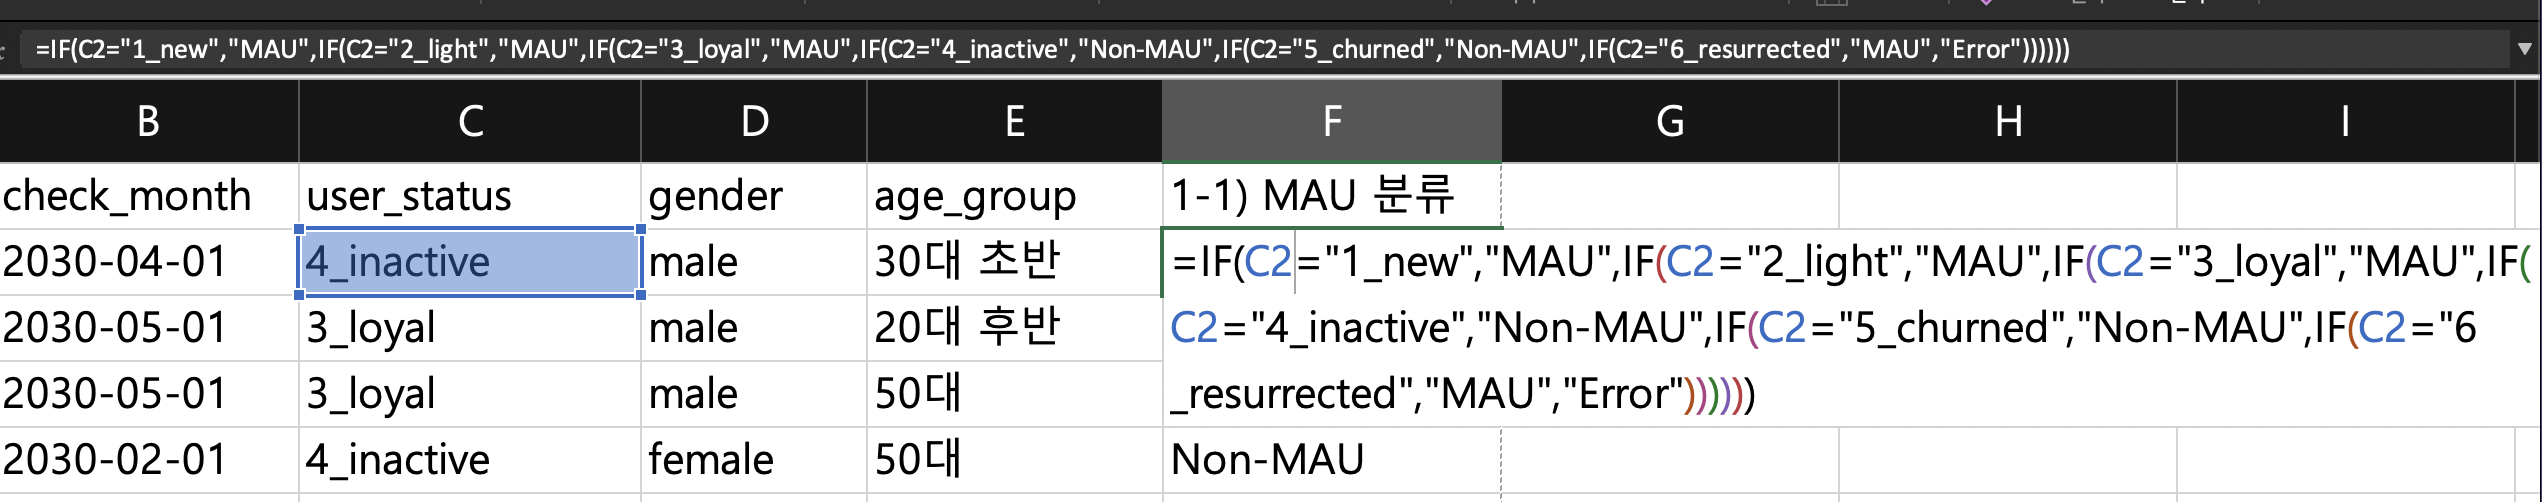 =IF(C2="1_new","MAU",IF(C2="2_light","MAU",IF(C2="3_loyal","MAU",IF(C2="4_inactive","Non-MAU",IF(C2="5_churned","Non-MAU",IF(C2="6_resurrected","MAU","Error"))))))
B C D E F G H I
check_month user_status gender age_group 1-1) MAU 분류
2030-04-01 4_inactive male 30대 초반 =IF(C2="1_new","MAU",IF(C2="2_light","MAU",IF(C2="3_loyal","MAU",IF(
2030-05-01 3_loyal male 20대 후반 C2="4_inactive","Non-MAU",IF(C2="5_churned","Non-MAU",IF(C2="6
2030-05-01 3_loyal male 50대 _resurrected","MAU","Error"))))))
2030-02-01 4_inactive female 50대 Non-MAU